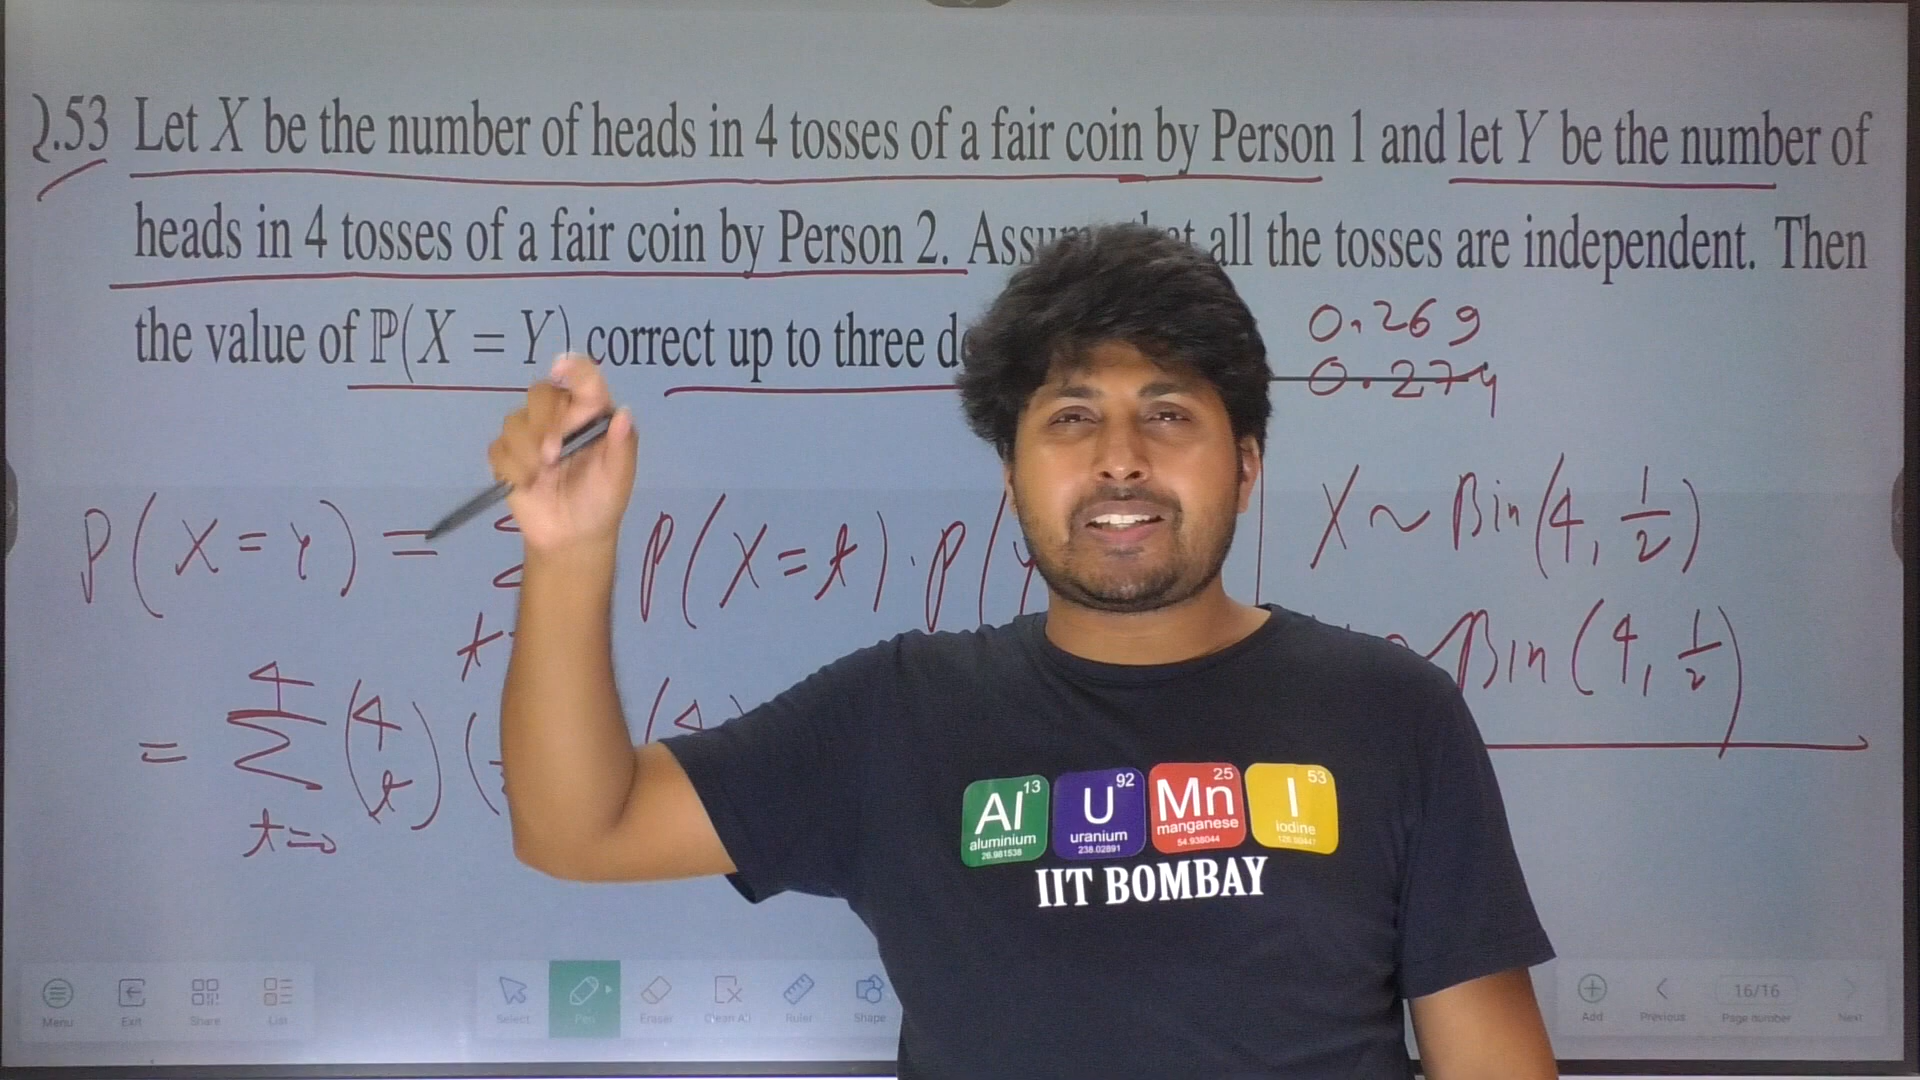 Q.53 Let X be the number of heads in 4 tosses of a fair coin by Person 1 and let Y be the number of
heads in 4 tosses of a fair coin by Person 2. all the tosses are independent. Then
the value of ℙ(X = Y) correct up to three
0.269
0.274
P(X=Y) = P(X=t).P(
X ~ Bin(4, 1/2)
~ Bin(4, 1/2)
= 4 Σ t=0 (4 t)(
(4
13 Al aluminium 26.981538
92 U uranium 238.02891
25 Mn manganese 54.938044
53 I iodine
IIT BOMBAY
Menu Exit Share List Select Pen Eraser Clean All Ruler Shape Add Previous 16/16 Page number Next